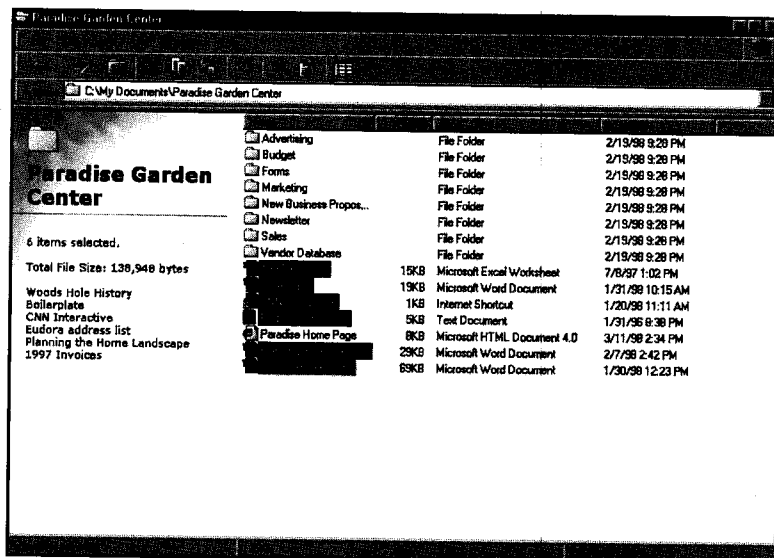 Paradise Garden Center
C:\My Documents\Paradise Garden Center
Paradise Garden
Center
6 items selected.
Total File Size: 138,948 bytes
Woods Hole History
Boilerplate
CNN Interactive
Eudora address list
Planning the Home Landscape
1997 Invoices
Advertising File Folder 2/19/98 9:28 PM
Budget File Folder 2/19/98 9:28 PM
Forms File Folder 2/19/98 9:28 PM
Marketing File Folder 2/19/98 9:28 PM
New Business Propos... File Folder 2/19/98 9:28 PM
Newsletter File Folder 2/19/98 9:28 PM
Sales File Folder 2/19/98 9:28 PM
Vendor Database File Folder 2/19/98 9:28 PM
15KB Microsoft Excel Worksheet 7/8/97 1:02 PM
19KB Microsoft Word Document 1/31/98 10:15 AM
1KB Internet Shortcut 1/20/98 11:11 AM
5KB Text Document 1/31/96 8:38 PM
Paradise Home Page 8KB Microsoft HTML Document 4.0 3/11/98 2:34 PM
29KB Microsoft Word Document 2/7/98 2:42 PM
69KB Microsoft Word Document 1/30/98 12:23 PM